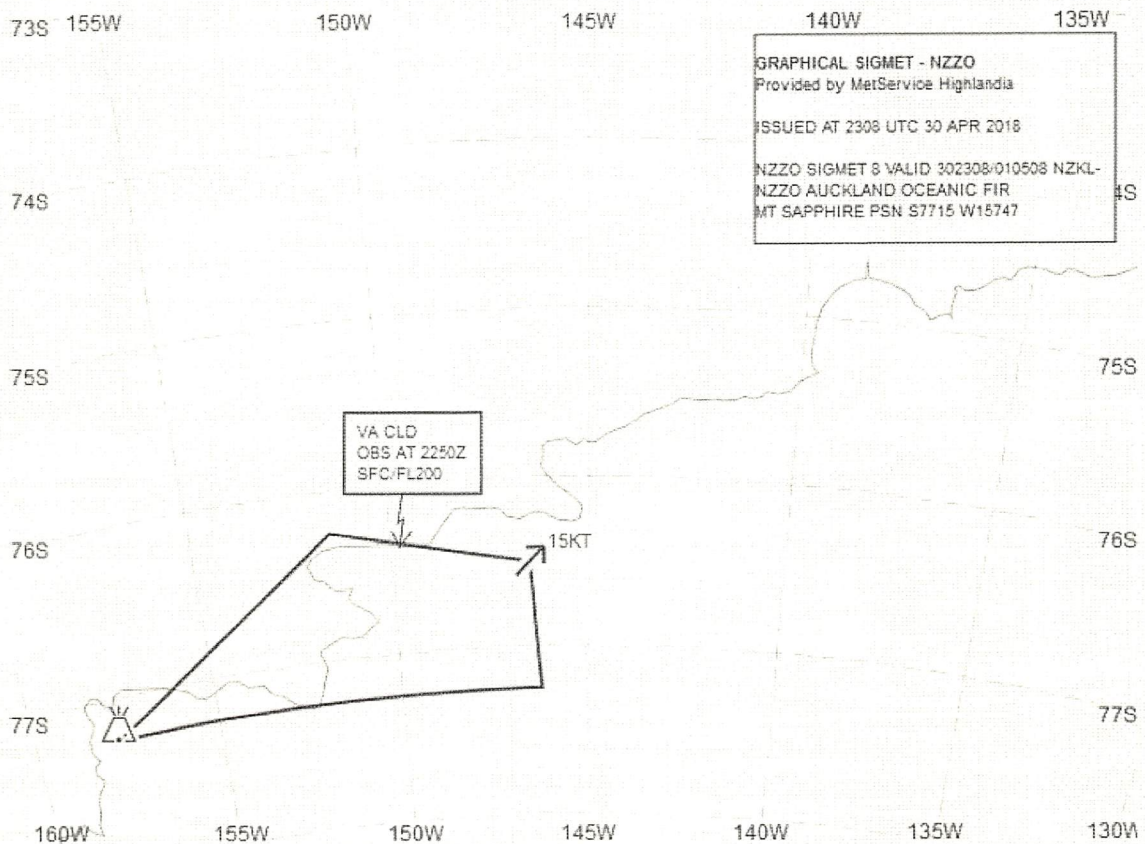 73S 155W 150W 145W 140W 135W
GRAPHICAL SIGMET - NZZO
Provided by MetService Highlandia
ISSUED AT 2308 UTC 30 APR 2018
NZZO SIGMET 8 VALID 302308/010508 NZKL-
NZZO AUCKLAND OCEANIC FIR
MT SAPPHIRE PSN S7715 W15747
74S 4S
75S 75S
VA CLD
OBS AT 2250Z
SFC/FL200
15KT
76S 76S
77S 77S
160W 155W 150W 145W 140W 135W 130W